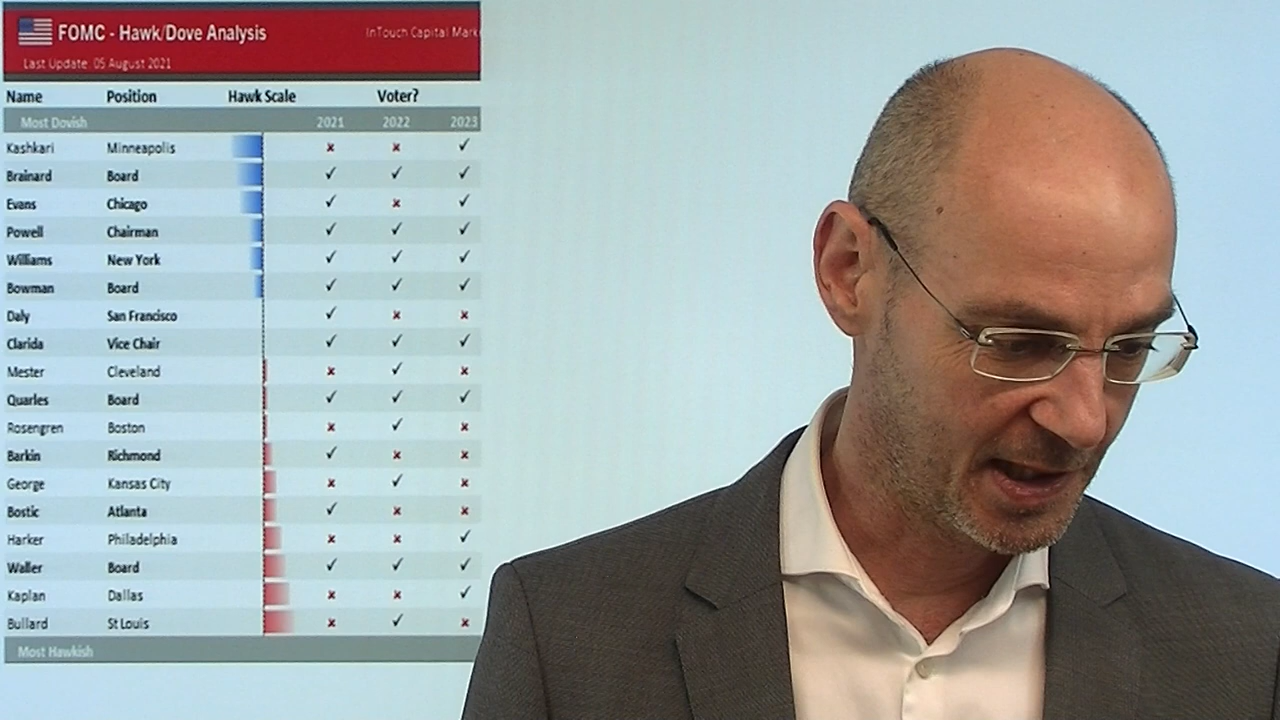 FOMC - Hawk/Dove Analysis InTouch Capital Mark
Last Update: 05 August 2021
Name Position Hawk Scale Voter?
Most Dovish 2021 2022 2023
Kashkari Minneapolis ✗ ✗ ✓
Brainard Board ✓ ✓ ✓
Evans Chicago ✓ ✗ ✓
Powell Chairman ✓ ✓ ✓
Williams New York ✓ ✓ ✓
Bowman Board ✓ ✓ ✓
Daly San Francisco ✓ ✗ ✗
Clarida Vice Chair ✓ ✓ ✓
Mester Cleveland ✗ ✓ ✗
Quarles Board ✓ ✓ ✓
Rosengren Boston ✗ ✓ ✗
Barkin Richmond ✓ ✗ ✗
George Kansas City ✗ ✓ ✗
Bostic Atlanta ✓ ✗ ✗
Harker Philadelphia ✗ ✗ ✓
Waller Board ✓ ✓ ✓
Kaplan Dallas ✗ ✗ ✓
Bullard St Louis ✗ ✓ ✗
Most Hawkish